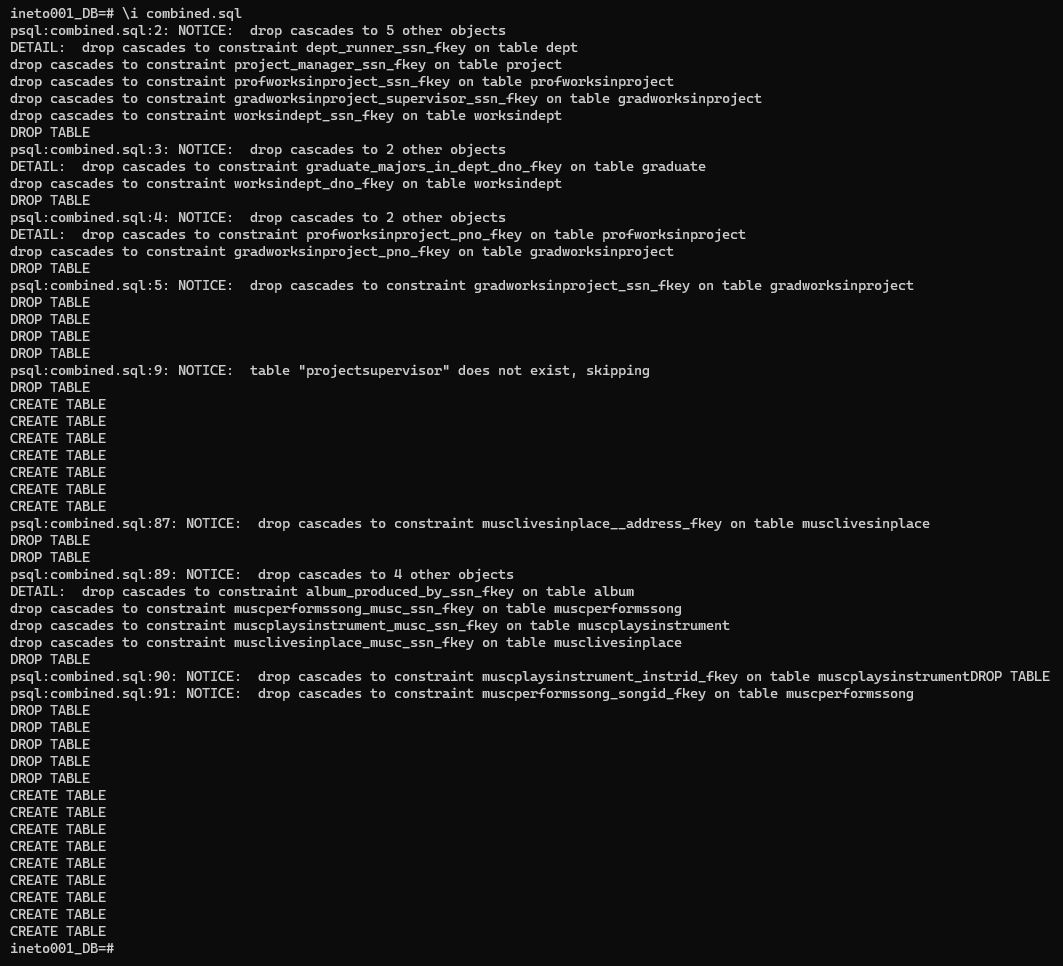 ineto001_DB=# \i combined.sql
psql:combined.sql:2: NOTICE:  drop cascades to 5 other objects
DETAIL:  drop cascades to constraint dept_runner_ssn_fkey on table dept
drop cascades to constraint project_manager_ssn_fkey on table project
drop cascades to constraint profworksinproject_ssn_fkey on table profworksinproject
drop cascades to constraint gradworksinproject_supervisor_ssn_fkey on table gradworksinproject
drop cascades to constraint worksindept_ssn_fkey on table worksindept
DROP TABLE
psql:combined.sql:3: NOTICE:  drop cascades to 2 other objects
DETAIL:  drop cascades to constraint graduate_majors_in_dept_dno_fkey on table graduate
drop cascades to constraint worksindept_dno_fkey on table worksindept
DROP TABLE
psql:combined.sql:4: NOTICE:  drop cascades to 2 other objects
DETAIL:  drop cascades to constraint profworksinproject_pno_fkey on table profworksinproject
drop cascades to constraint gradworksinproject_pno_fkey on table gradworksinproject
DROP TABLE
psql:combined.sql:5: NOTICE:  drop cascades to constraint gradworksinproject_ssn_fkey on table gradworksinproject
DROP TABLE
DROP TABLE
DROP TABLE
DROP TABLE
psql:combined.sql:9: NOTICE:  table "projectsupervisor" does not exist, skipping
DROP TABLE
CREATE TABLE
CREATE TABLE
CREATE TABLE
CREATE TABLE
CREATE TABLE
CREATE TABLE
CREATE TABLE
psql:combined.sql:87: NOTICE:  drop cascades to constraint musclivesinplace__address_fkey on table musclivesinplace
DROP TABLE
DROP TABLE
psql:combined.sql:89: NOTICE:  drop cascades to 4 other objects
DETAIL:  drop cascades to constraint album_produced_by_ssn_fkey on table album
drop cascades to constraint muscperformssong_musc_ssn_fkey on table muscperformssong
drop cascades to constraint muscplaysinstrument_musc_ssn_fkey on table muscplaysinstrument
drop cascades to constraint musclivesinplace_musc_ssn_fkey on table musclivesinplace
DROP TABLE
psql:combined.sql:90: NOTICE:  drop cascades to constraint muscplaysinstrument_instrid_fkey on table muscplaysinstrumentDROP TABLE
psql:combined.sql:91: NOTICE:  drop cascades to constraint muscperformssong_songid_fkey on table muscperformssong
DROP TABLE
DROP TABLE
DROP TABLE
DROP TABLE
DROP TABLE
CREATE TABLE
CREATE TABLE
CREATE TABLE
CREATE TABLE
CREATE TABLE
CREATE TABLE
CREATE TABLE
CREATE TABLE
CREATE TABLE
ineto001_DB=#